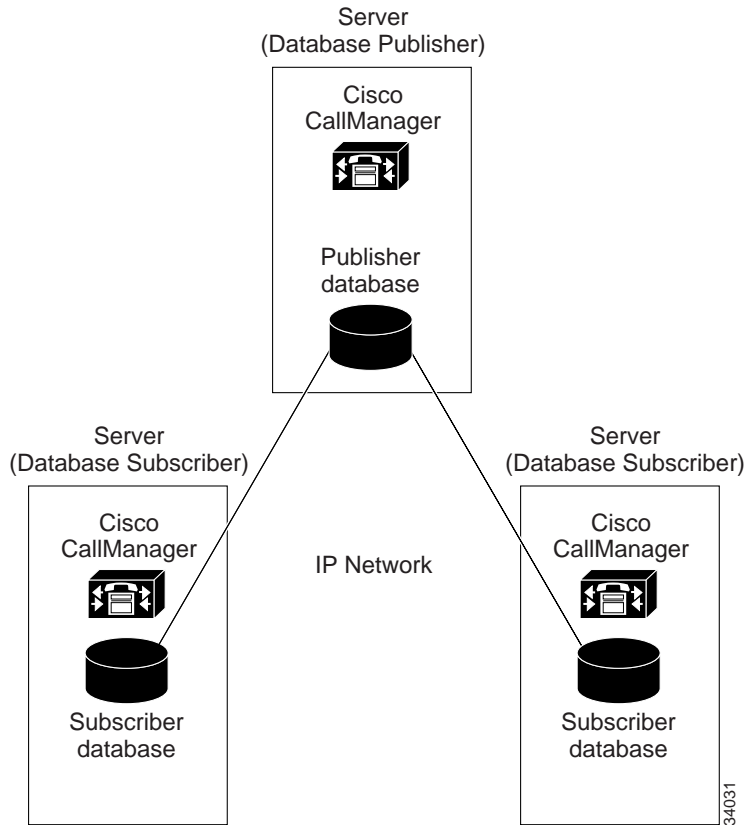 Server
(Database Publisher)
Cisco
CallManager
Publisher
database
Server
(Database Subscriber)
Cisco
CallManager
Subscriber
database
IP Network
Server
(Database Subscriber)
Cisco
CallManager
Subscriber
database
34031